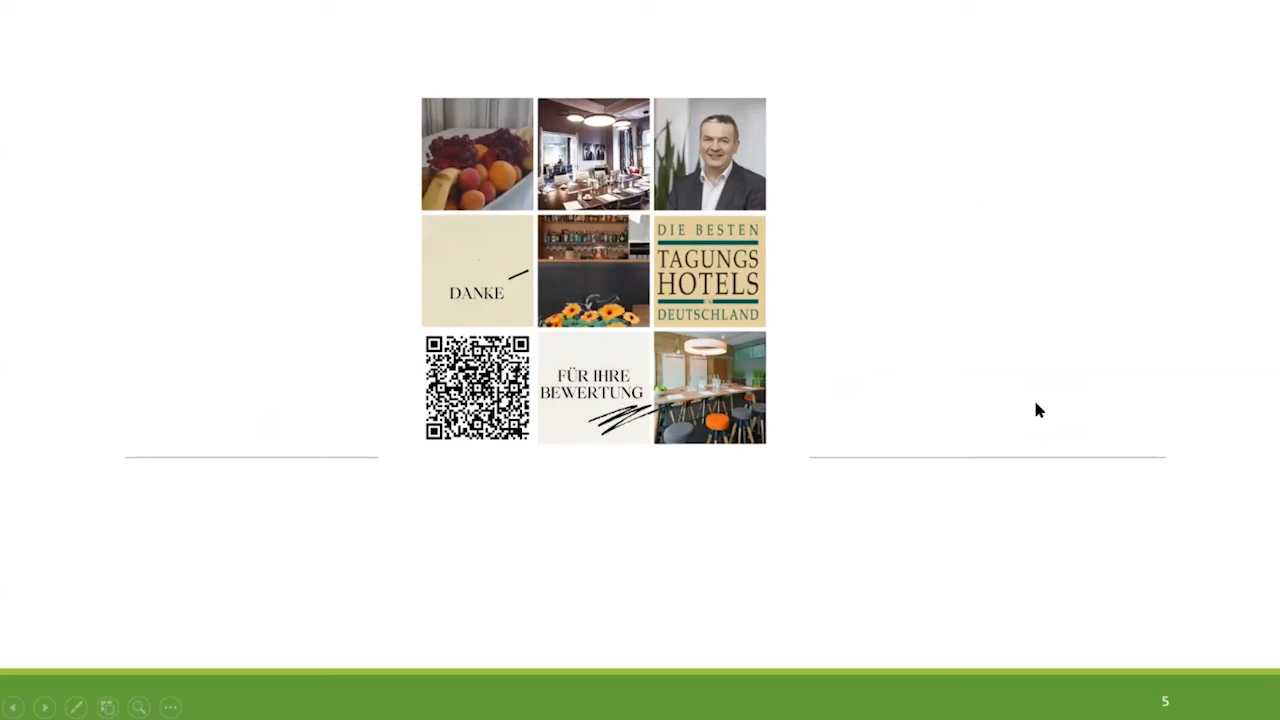 DANKE
DIE BESTEN
TAGUNGS
HOTELS
DEUTSCHLAND
FÜR IHRE
BEWERTUNG
5